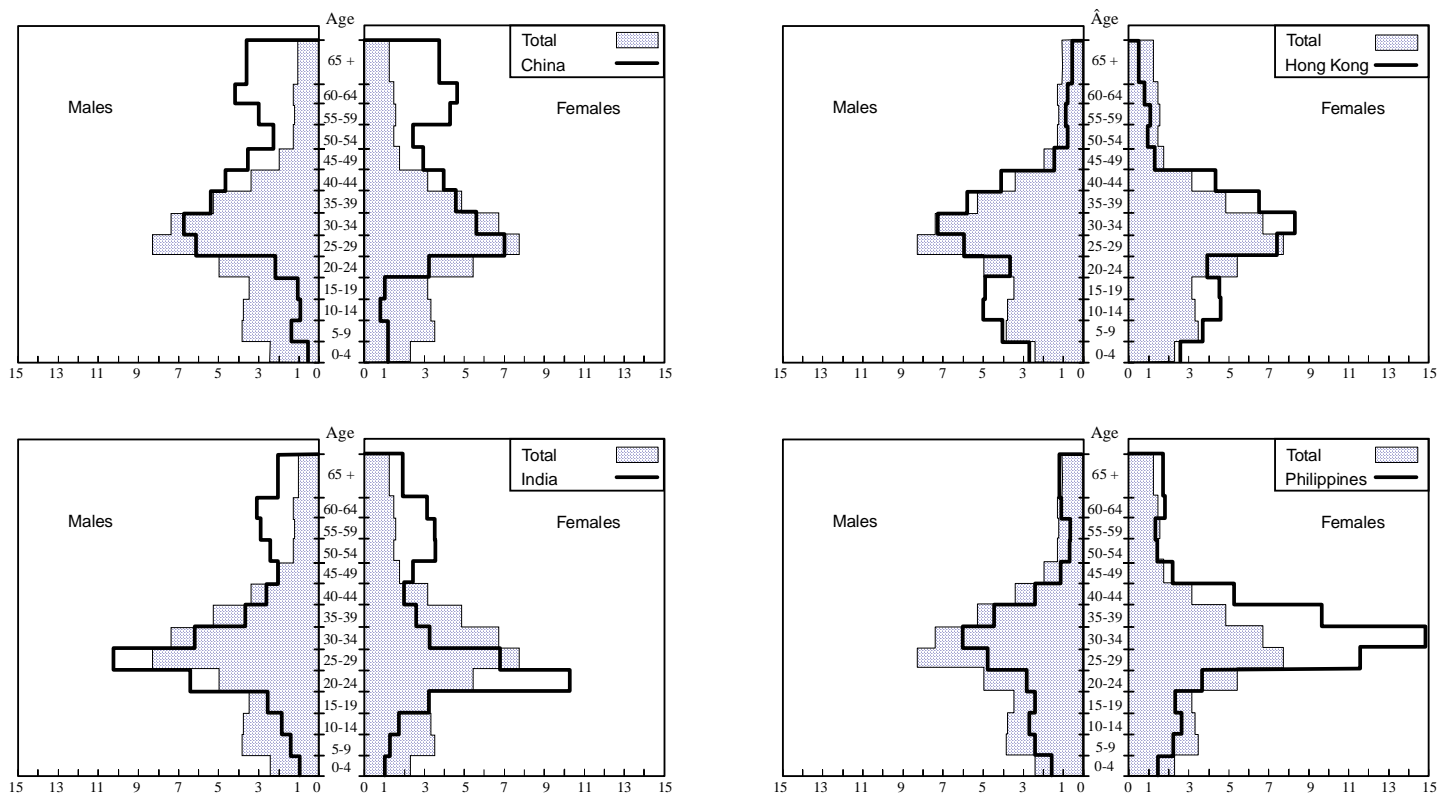 Age
Total
China
Males
Females
65 +
60-64
55-59
50-54
45-49
40-44
35-39
30-34
25-29
20-24
15-19
10-14
5-9
0-4
15 13 11 9 7 5 3 1 0 0 1 3 5 7 9 11 13 15
Âge
Total
Hong Kong
Males
Females
65 +
60-64
55-59
50-54
45-49
40-44
35-39
30-34
25-29
20-24
15-19
10-14
5-9
0-4
15 13 11 9 7 5 3 1 0 0 1 3 5 7 9 11 13 15
Age
Total
India
Males
Females
65 +
60-64
55-59
50-54
45-49
40-44
35-39
30-34
25-29
20-24
15-19
10-14
5-9
0-4
15 13 11 9 7 5 3 1 0 0 1 3 5 7 9 11 13 15
Age
Total
Philippines
Males
Females
65 +
60-64
55-59
50-54
45-49
40-44
35-39
30-34
25-29
20-24
15-19
10-14
5-9
0-4
15 13 11 9 7 5 3 1 0 0 1 3 5 7 9 11 13 15